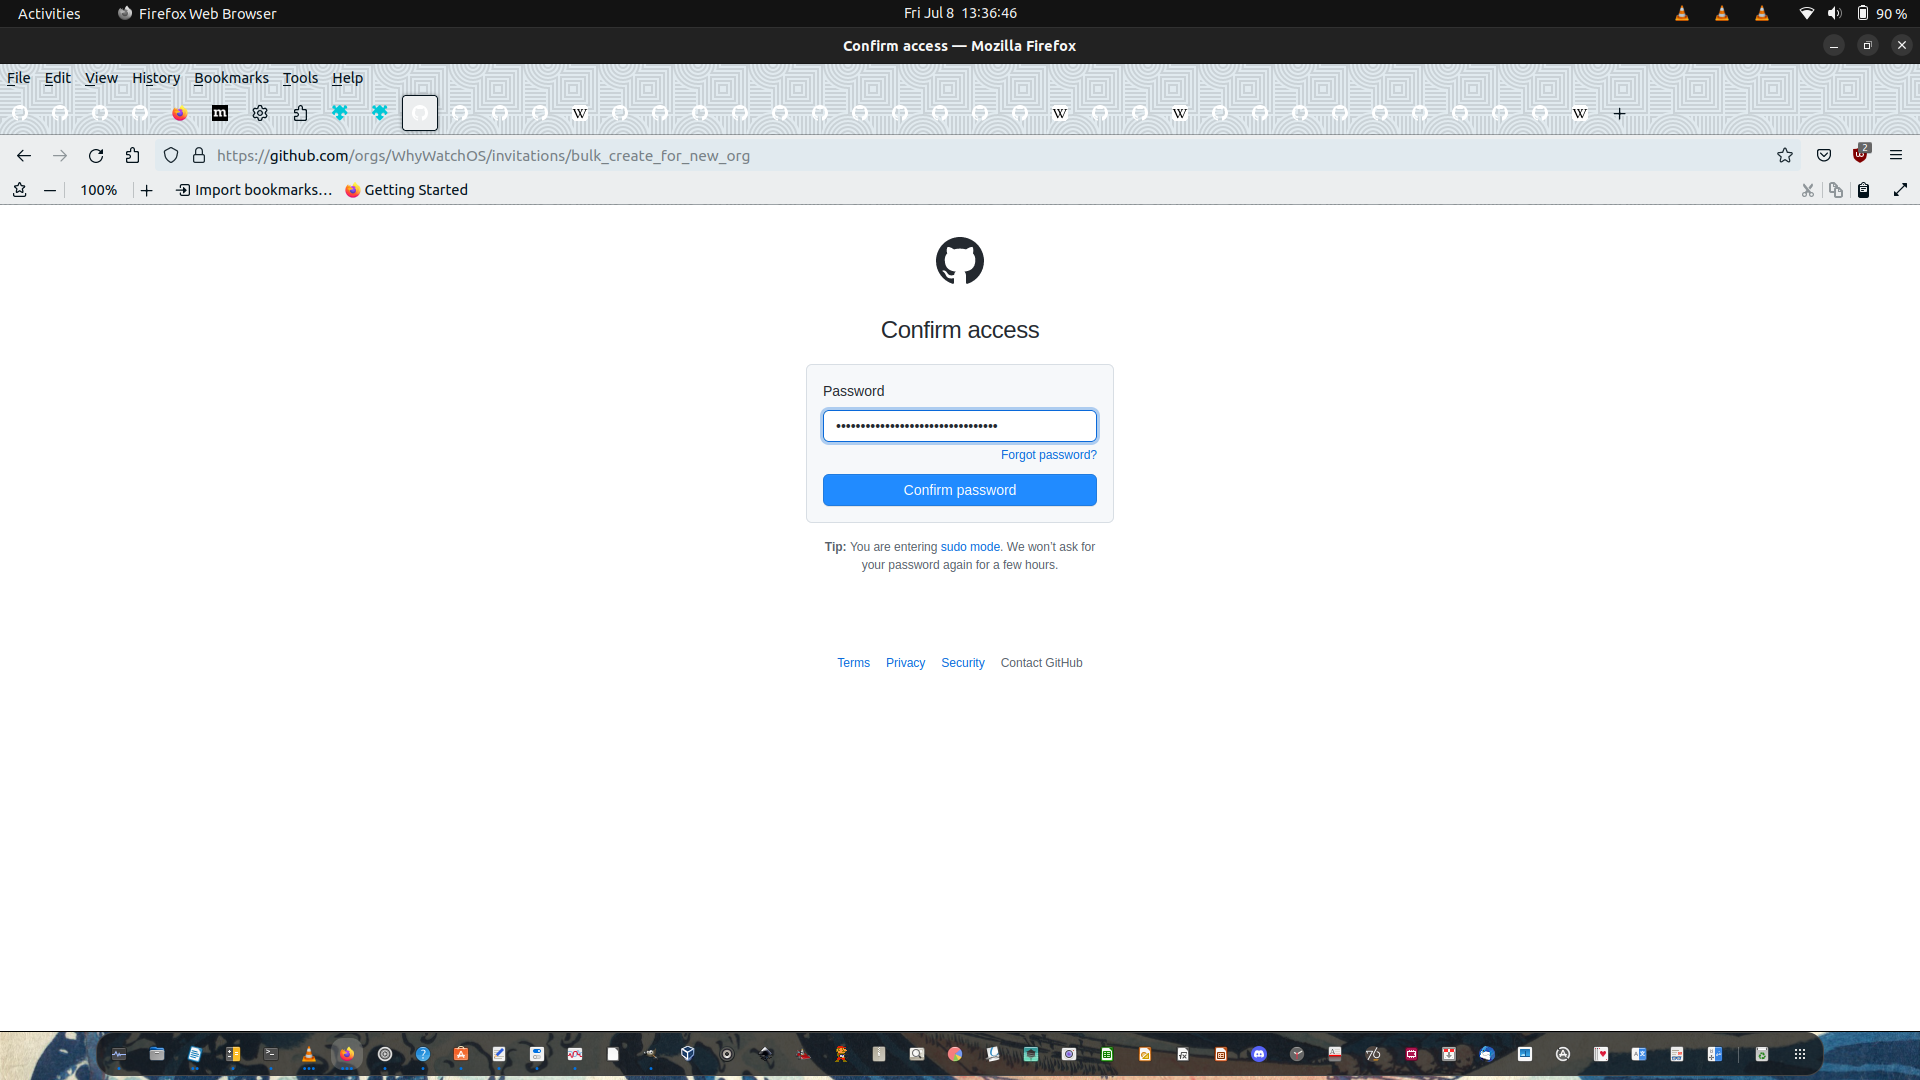 Activities Firefox Web Browser Fri Jul 8 13:36:46 90 %
Confirm access — Mozilla Firefox
File Edit View History Bookmarks Tools Help
https://github.com/orgs/WhyWatchOS/invitations/bulk_create_for_new_org 2
100% Import bookmarks… Getting Started
Confirm access
Password
•••••••••••••••••••••••••••••••••
Forgot password?
Confirm password
Tip: You are entering sudo mode. We won’t ask for
your password again for a few hours.
Terms Privacy Security Contact GitHub